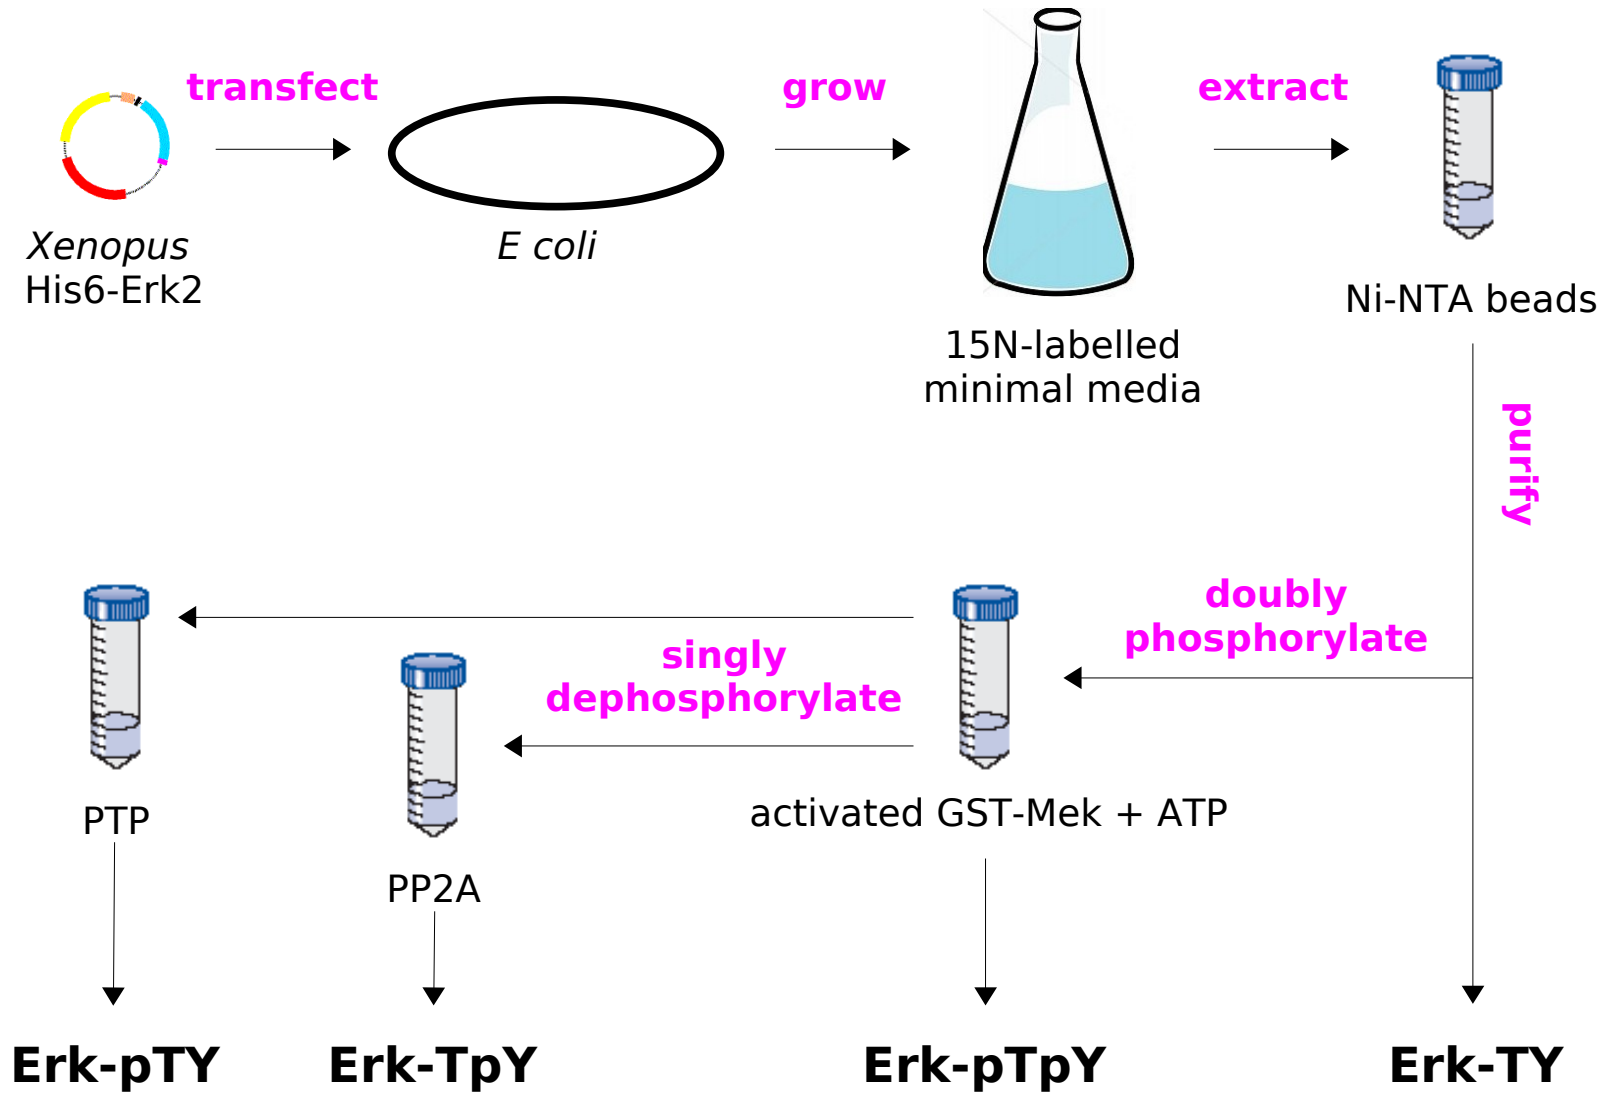 transfect
grow
extract
Xenopus
His6-Erk2
E coli
15N-labelled
minimal media
Ni-NTA beads
purify
doubly
phosphorylate
singly
dephosphorylate
PTP
PP2A
activated GST-Mek + ATP
Erk-pTY
Erk-TpY
Erk-pTpY
Erk-TY